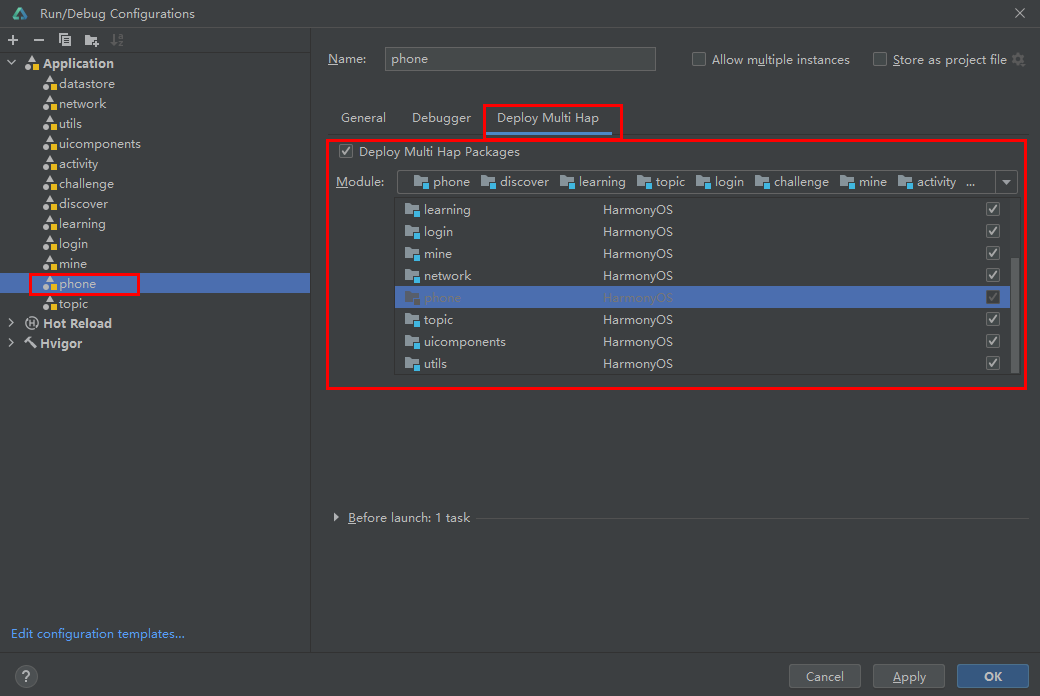 Run/Debug Configurations
Application
datastore
network
utils
uicomponents
activity
challenge
discover
learning
login
mine
phone
topic
Hot Reload
Hvigor
Edit configuration templates...
Name: phone Allow multiple instances Store as project file
General Debugger Deploy Multi Hap
Deploy Multi Hap Packages
Module: phone discover learning topic login challenge mine activity ...
learning HarmonyOS
login HarmonyOS
mine HarmonyOS
network HarmonyOS
phone HarmonyOS
topic HarmonyOS
uicomponents HarmonyOS
utils HarmonyOS
Before launch: 1 task
? Cancel Apply OK